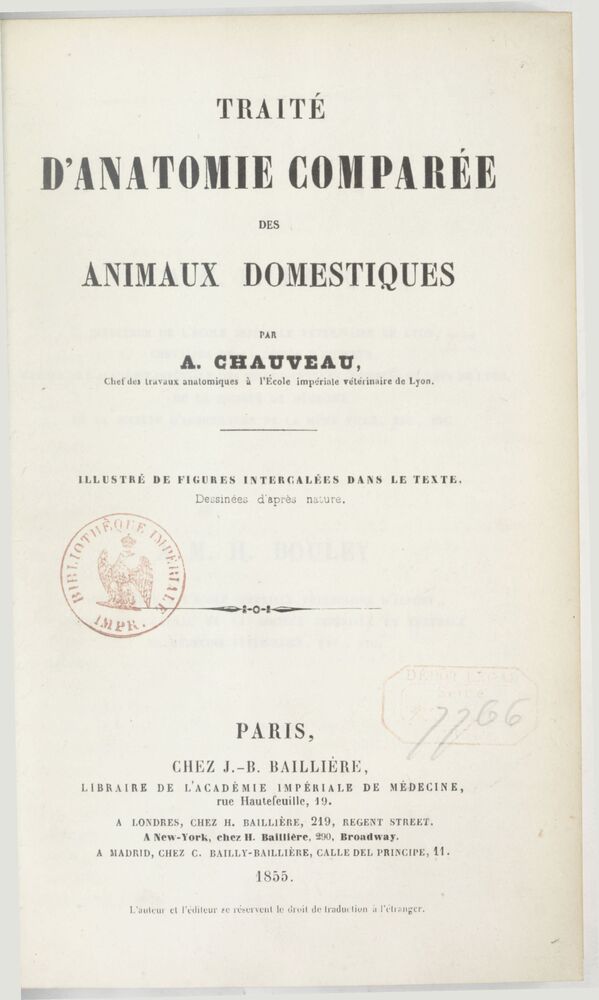 TRAITÉ
D'ANATOMIE COMPARÉE
DES
ANIMAUX DOMESTIQUES
PAR
A. CHAUVEAU,
Chef des travaux anatomiques à l'École impériale vétérinaire de Lyon.
ILLUSTRÉ DE FIGURES INTERCALÉES DANS LE TEXTE.
Dessinées d'après nature.
BIBLIOTHÈQUE IMPÉRIALE
IMPR.
DÉPOT LÉGAL
7766
PARIS,
CHEZ J.-B. BAILLIÈRE,
LIBRAIRE DE L'ACADÉMIE IMPÉRIALE DE MÉDECINE,
rue Hautefeuille, 19.
A LONDRES, CHEZ H. BAILLIÈRE, 219, REGENT STREET.
A New-York, chez H. Baillière, 290, Broadway.
A MADRID, CHEZ C. BAILLY-BAILLIÈRE, CALLE DEL PRINCIPE, 11.
1855.
L'auteur et l'éditeur se réservent le droit de traduction à l'étranger.